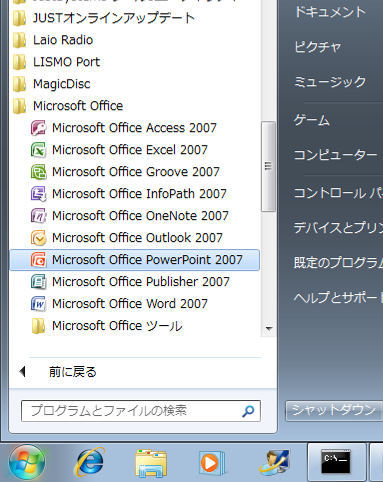 JUSTオンラインアップデート
Laio Radio
LISMO Port
MagicDisc
Microsoft Office
Microsoft Office Access 2007
Microsoft Office Excel 2007
Microsoft Office Groove 2007
Microsoft Office InfoPath 2007
Microsoft Office OneNote 2007
Microsoft Office Outlook 2007
Microsoft Office PowerPoint 2007
Microsoft Office Publisher 2007
Microsoft Office Word 2007
Microsoft Office ツール
前に戻る
プログラムとファイルの検索
ドキュメント
ピクチャ
ミュージック
ゲーム
コンピューター
コントロール パ
デバイスとプリン
既定のプログラム
ヘルプとサポート
シャットダウン
C:\_